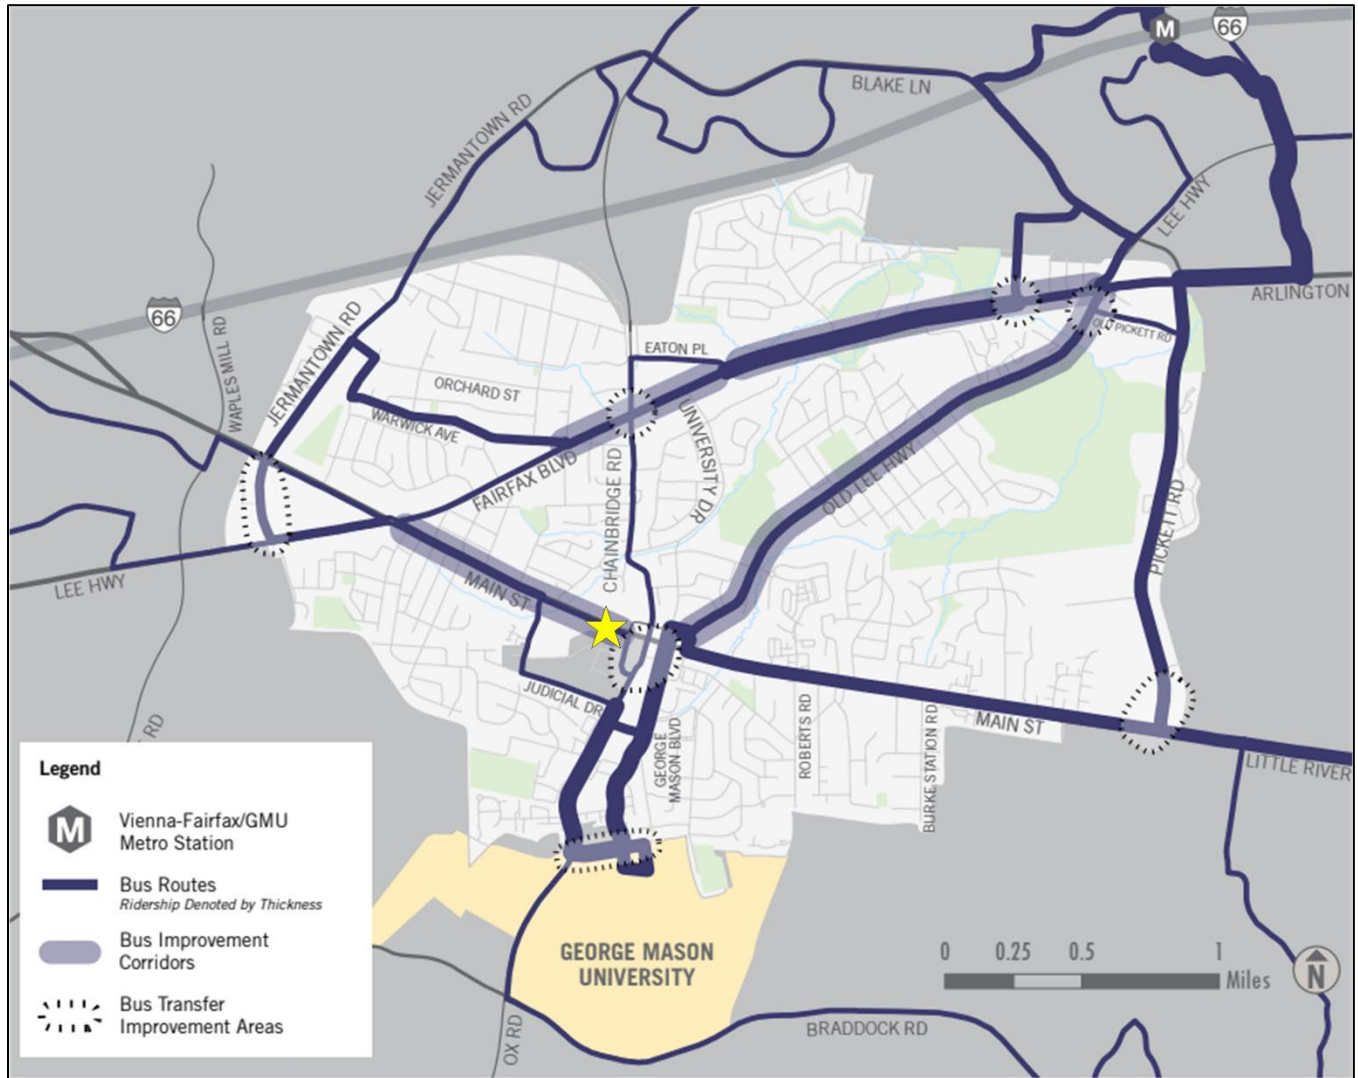 M
66
BLAKE LN
JERMANTOWN RD
LEE HWY
ARLINGTON
66
WAPLES MILL RD
JERMANTOWN RD
EATON PL
OLD PICKETT RD
ORCHARD ST
WARWICK AVE
UNIVERSITY DR
FAIRFAX BLVD
CHAINBRIDGE RD
OLD LEE HWY
PICKETT RD
LEE HWY
MAIN ST
JUDICIAL DR
GEORGE
MASON BLVD
ROBERTS RD
BURKE STATION RD
MAIN ST
LITTLE RIVER
RD
Legend
M
Vienna-Fairfax/GMU
Metro Station
Bus Routes
Ridership Denoted by Thickness
Bus Improvement
Corridors
Bus Transfer
Improvement Areas
GEORGE MASON
UNIVERSITY
0 0.25 0.5 1
Miles
N
OX RD
BRADDOCK RD